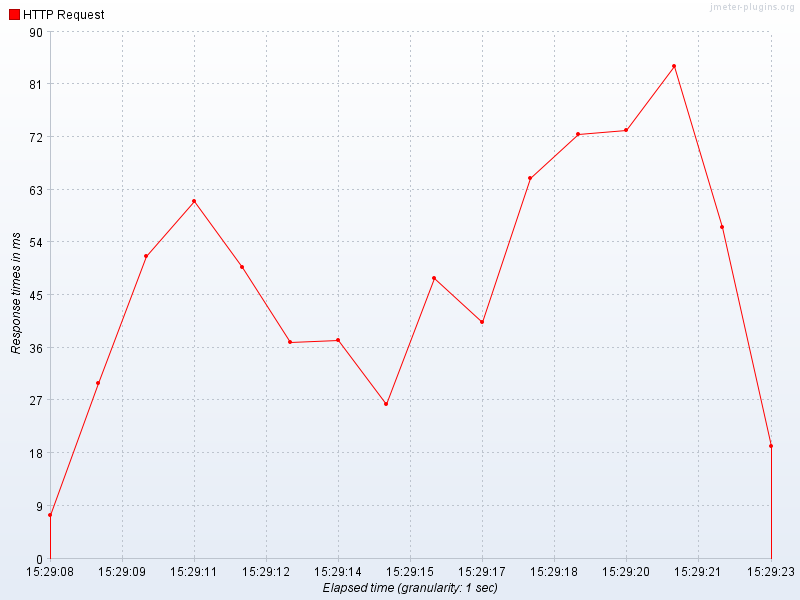 jmeter-plugins.org
HTTP Request
90
81
72
63
54
45
36
27
18
9
0
Response times in ms
15:29:08 15:29:09 15:29:11 15:29:12 15:29:14 15:29:15 15:29:17 15:29:18 15:29:20 15:29:21 15:29:23
Elapsed time (granularity: 1 sec)